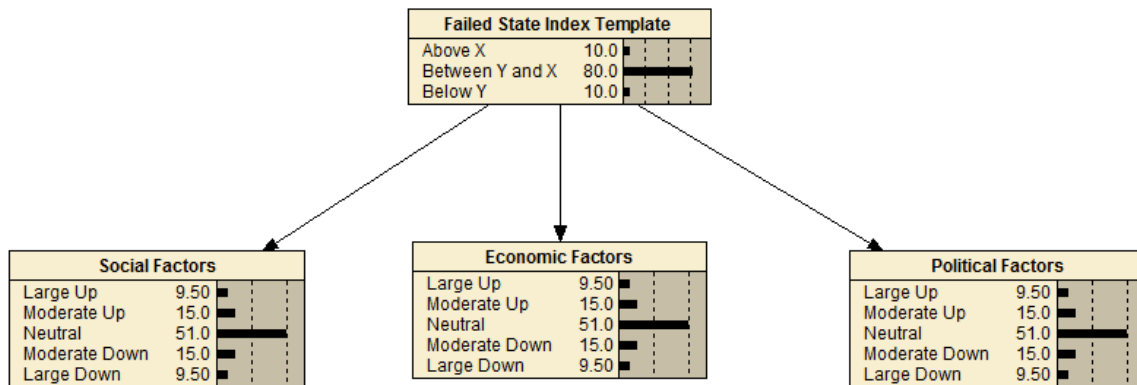 Failed State Index Template
Above X 10.0
Between Y and X 80.0
Below Y 10.0
Social Factors
Large Up 9.50
Moderate Up 15.0
Neutral 51.0
Moderate Down 15.0
Large Down 9.50
Economic Factors
Large Up 9.50
Moderate Up 15.0
Neutral 51.0
Moderate Down 15.0
Large Down 9.50
Political Factors
Large Up 9.50
Moderate Up 15.0
Neutral 51.0
Moderate Down 15.0
Large Down 9.50